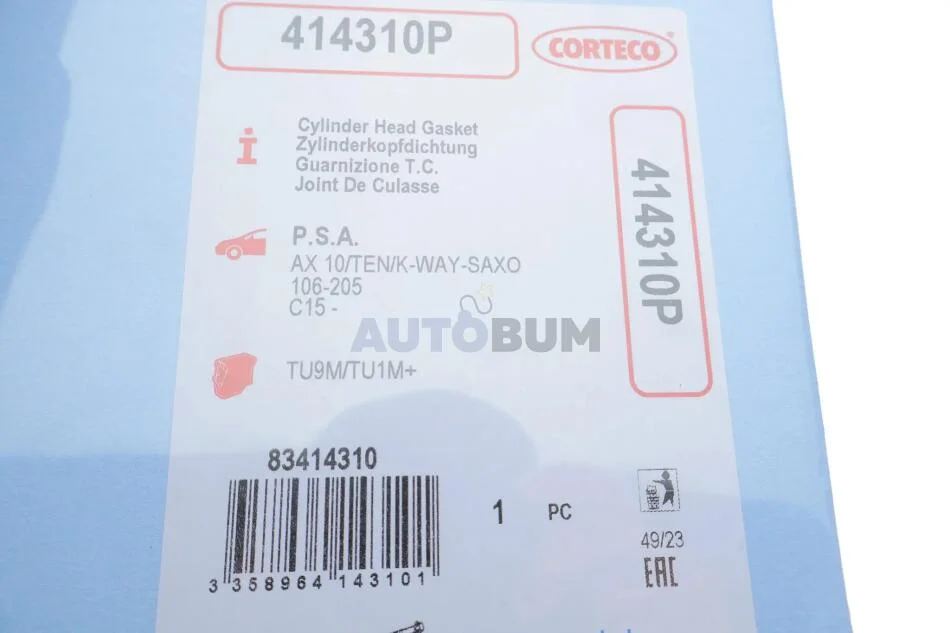 414310P
CORTECO
Cylinder Head Gasket
Zylinderkopfdichtung
Guarnizione T.C.
Joint De Culasse
414310P
P.S.A.
AX 10/TEN/K-WAY-SAXO
106-205
C15 -
AUTOBUM
TU9M/TU1M+
83414310
1 PC
49/23
EAC
3 358964 143101